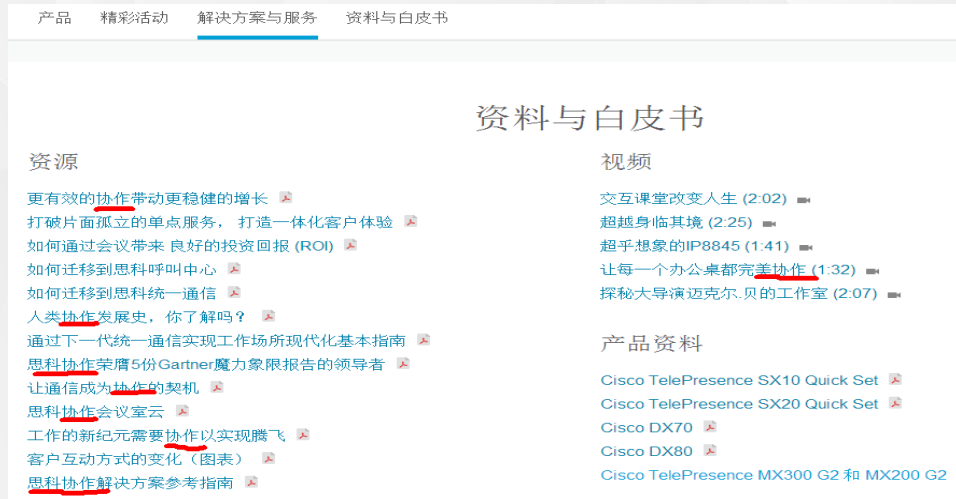 产品 精彩活动 解决方案与服务 资料与白皮书
资料与白皮书
资源
更有效的协作带动更稳健的增长
打破片面孤立的单点服务， 打造一体化客户体验
如何通过会议带来 良好的投资回报 (ROI)
如何迁移到思科呼叫中心
如何迁移到思科统一通信
人类协作发展史，你了解吗？
通过下一代统一通信实现工作场所现代化基本指南
思科协作荣膺5份Gartner魔力象限报告的领导者
让通信成为协作的契机
思科协作会议室云
工作的新纪元需要协作以实现腾飞
客户互动方式的变化（图表）
思科协作解决方案参考指南
视频
交互课堂改变人生 (2:02)
超越身临其境 (2:25)
超乎想象的IP8845 (1:41)
让每一个办公桌都完美协作 (1:32)
探秘大导演迈克尔.贝的工作室 (2:07)
产品资料
Cisco TelePresence SX10 Quick Set
Cisco TelePresence SX20 Quick Set
Cisco DX70
Cisco DX80
Cisco TelePresence MX300 G2 和 MX200 G2